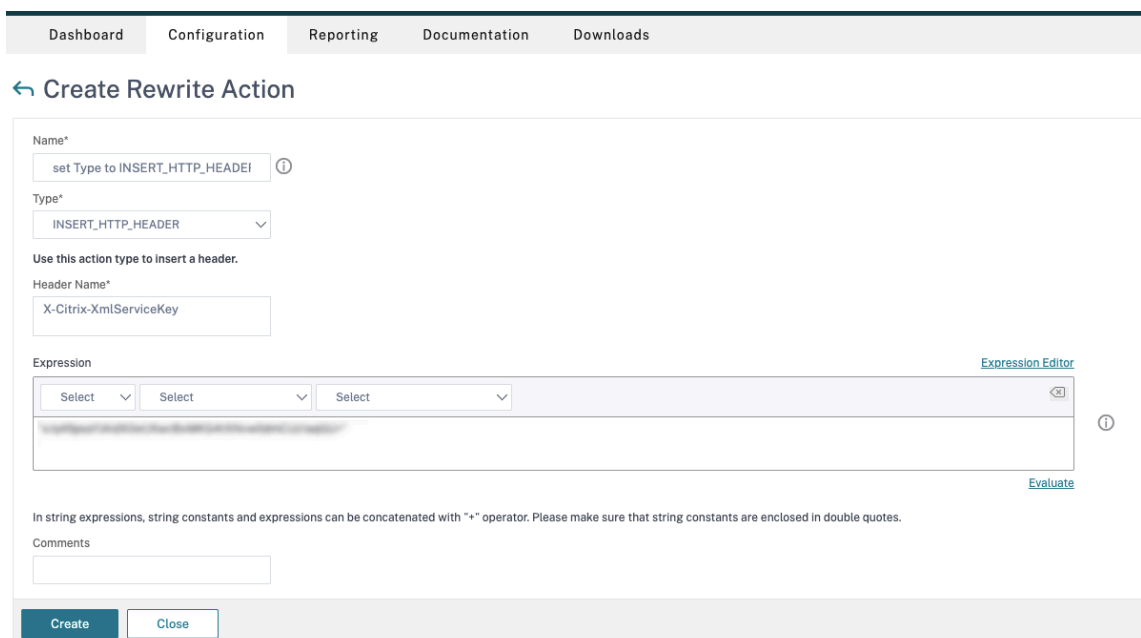 Dashboard Configuration Reporting Documentation Downloads
Create Rewrite Action
Name*
set Type to INSERT_HTTP_HEADER
Type*
INSERT_HTTP_HEADER
Use this action type to insert a header.
Header Name*
X-Citrix-XmlServiceKey
Expression Expression Editor
Select Select Select
Evaluate
In string expressions, string constants and expressions can be concatenated with "+" operator. Please make sure that string constants are enclosed in double quotes.
Comments
Create Close